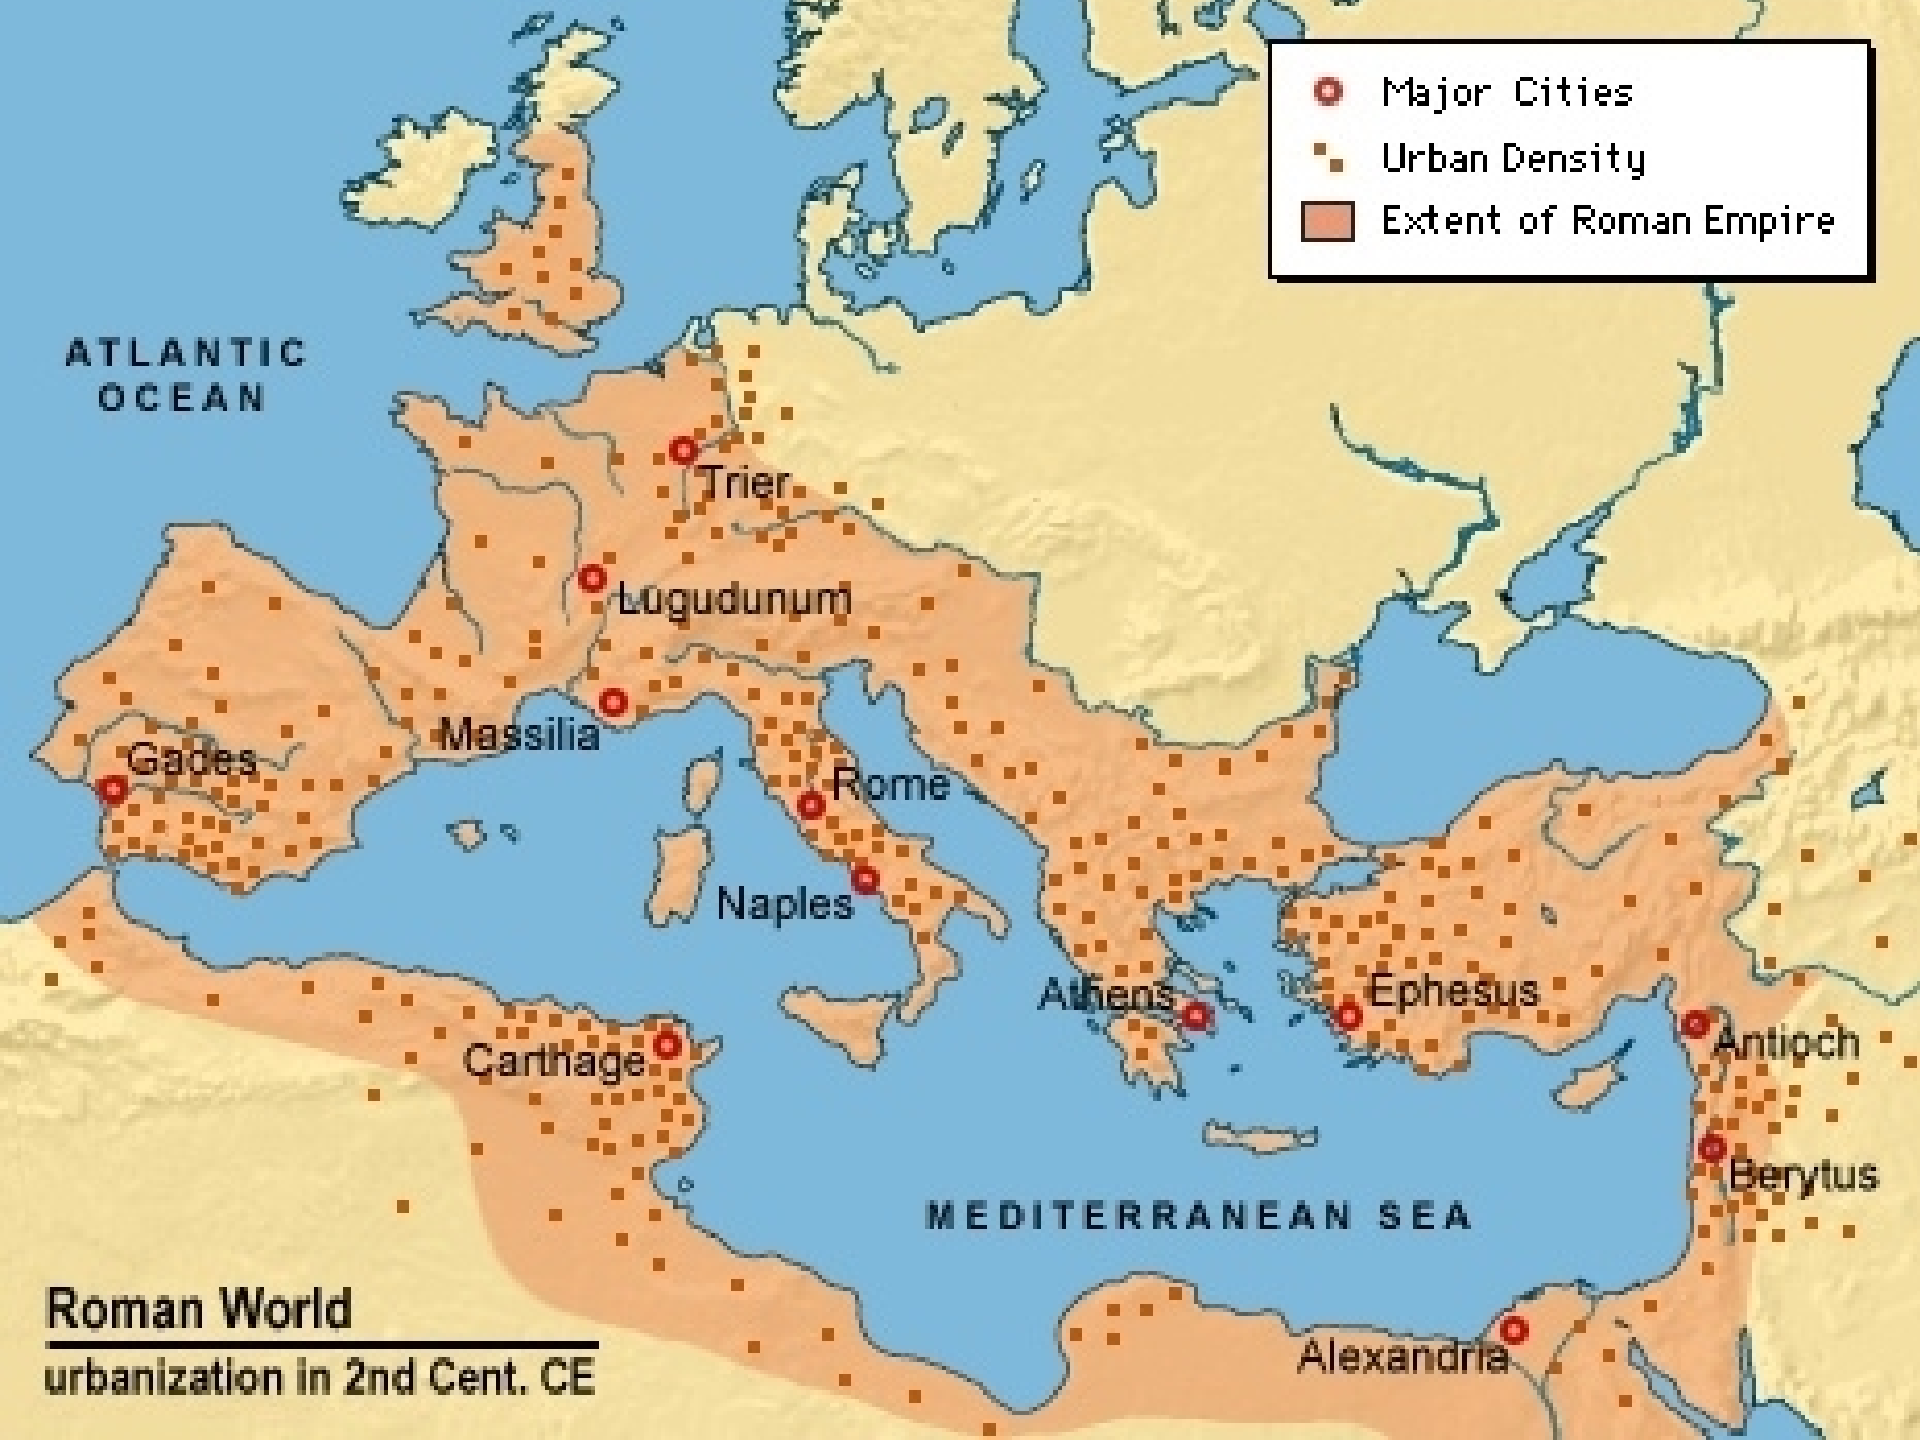 Major Cities
Urban Density
Extent of Roman Empire
ATLANTIC
OCEAN
Trier
Lugudunum
Massilia
Gades
Rome
Naples
Athens
Ephesus
Carthage
Antioch
Berytus
MEDITERRANEAN SEA
Alexandria
Roman World
urbanization in 2nd Cent. CE